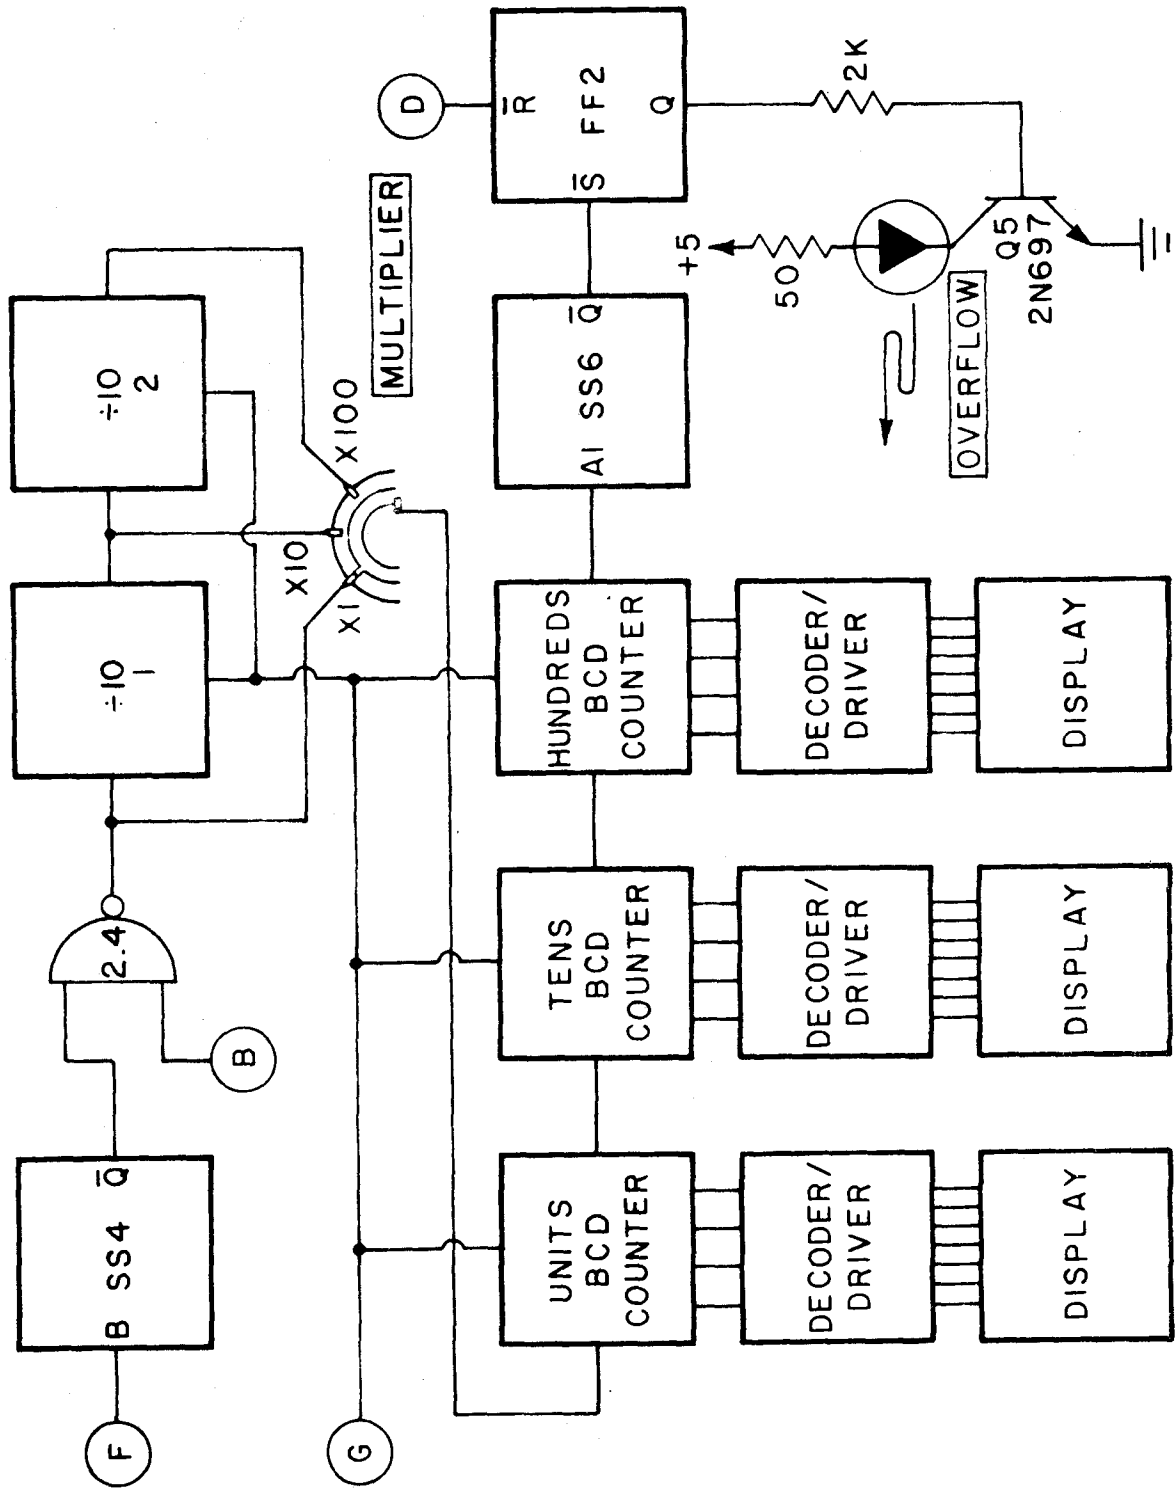 F
B SS4 Q̅
B
2.4
÷10
1
÷10
2
X1
X10
X100
MULTIPLIER
G
D
UNITS
BCD
COUNTER
TENS
BCD
COUNTER
HUNDREDS
BCD
COUNTER
A1 SS6 Q̅
R̅
S̅ FF2
Q
DECODER/
DRIVER
DECODER/
DRIVER
DECODER/
DRIVER
DISPLAY
DISPLAY
DISPLAY
+5
50
2K
OVERFLOW
Q5
2N697